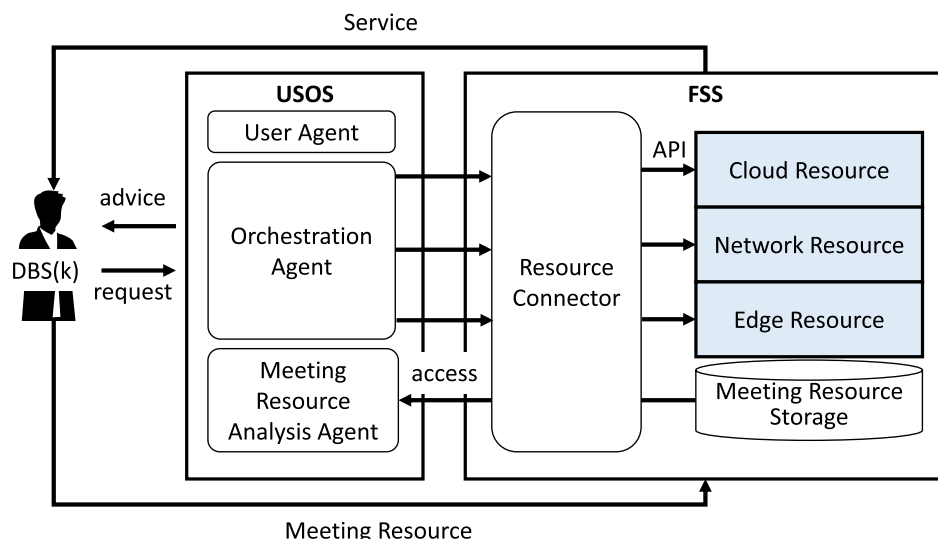 Service
USOS
FSS
User Agent
API
Cloud Resource
advice
Orchestration
Agent
Network Resource
DBS(k)
request
Resource
Connector
Edge Resource
Meeting
Resource
Analysis Agent
access
Meeting Resource
Storage
Meeting Resource